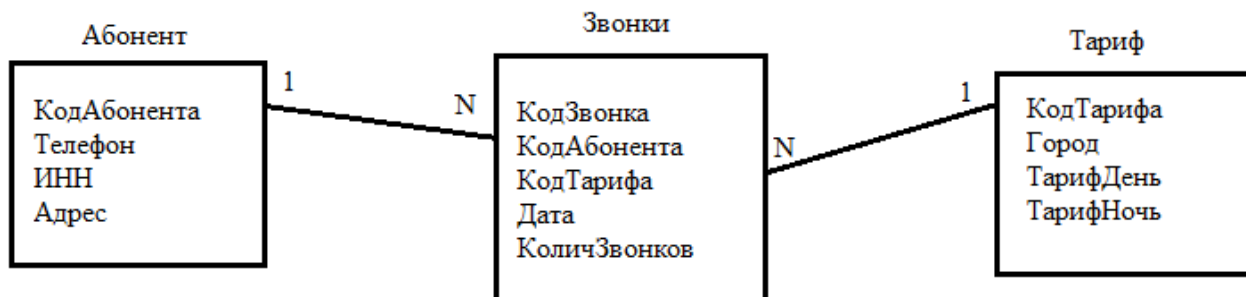 Абонент
КодАбонента
Телефон
ИНН
Адрес
1
N
Звонки
КодЗвонка
КодАбонента
КодТарифа
Дата
КоличЗвонков
N
1
Тариф
КодТарифа
Город
ТарифДень
ТарифНочь